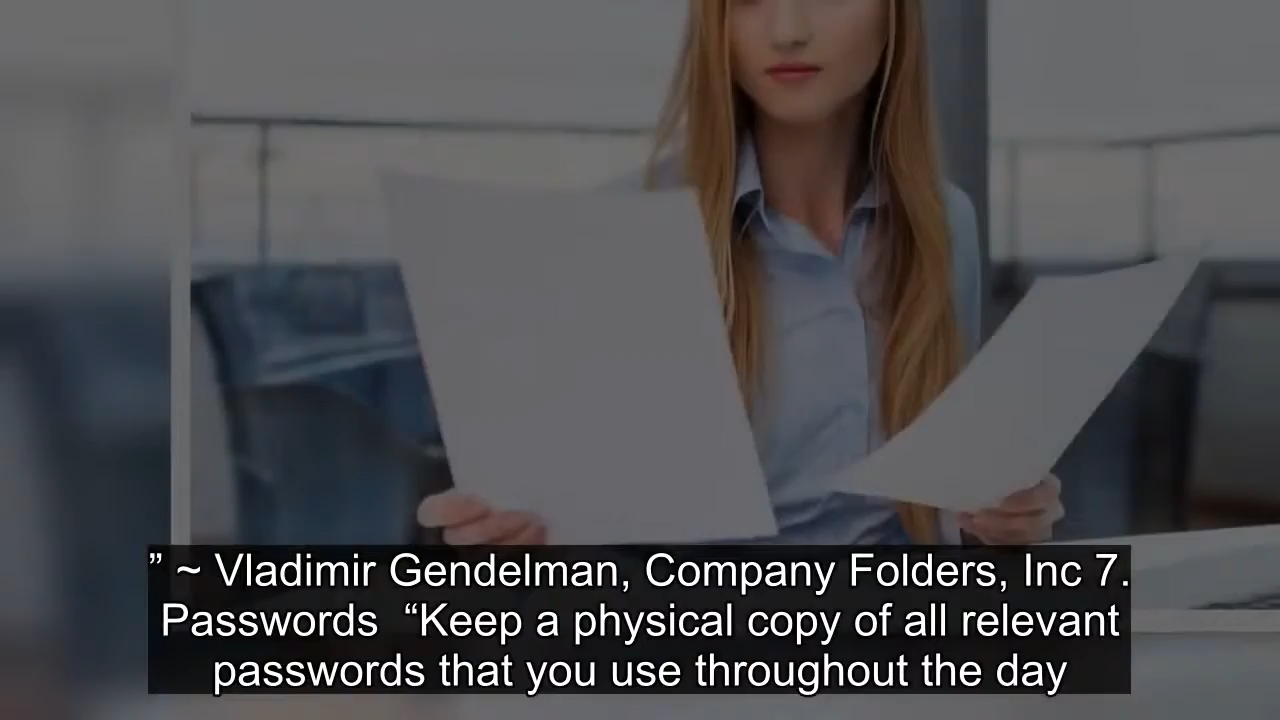 ” ~ Vladimir Gendelman, Company Folders, Inc 7.
Passwords  “Keep a physical copy of all relevant
passwords that you use throughout the day